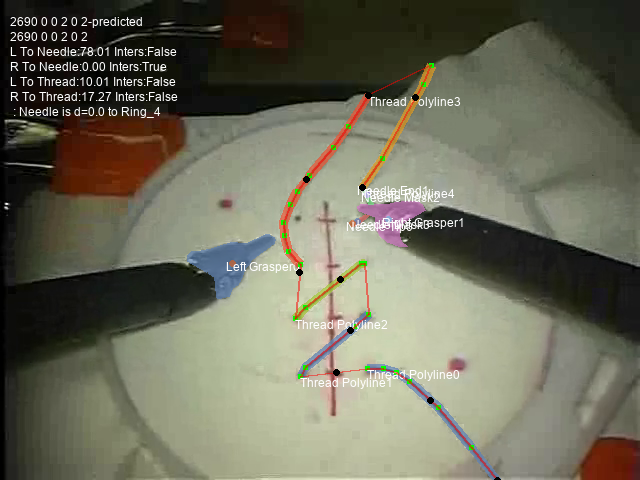 2690 0 0 2 0 2-predicted
2690 0 0 2 0 2
L To Needle:78.01 Inters:False
R To Needle:0.00 Inters:True
L To Thread:10.01 Inters:False
R To Thread:17.27 Inters:False
: Needle is d=0.0 to Ring_4
Thread Polyline3
Needle End1
Needle Mask2
Right Grasper1
Left Grasper
Thread Polyline2
Thread Polyline0
Thread Polyline1